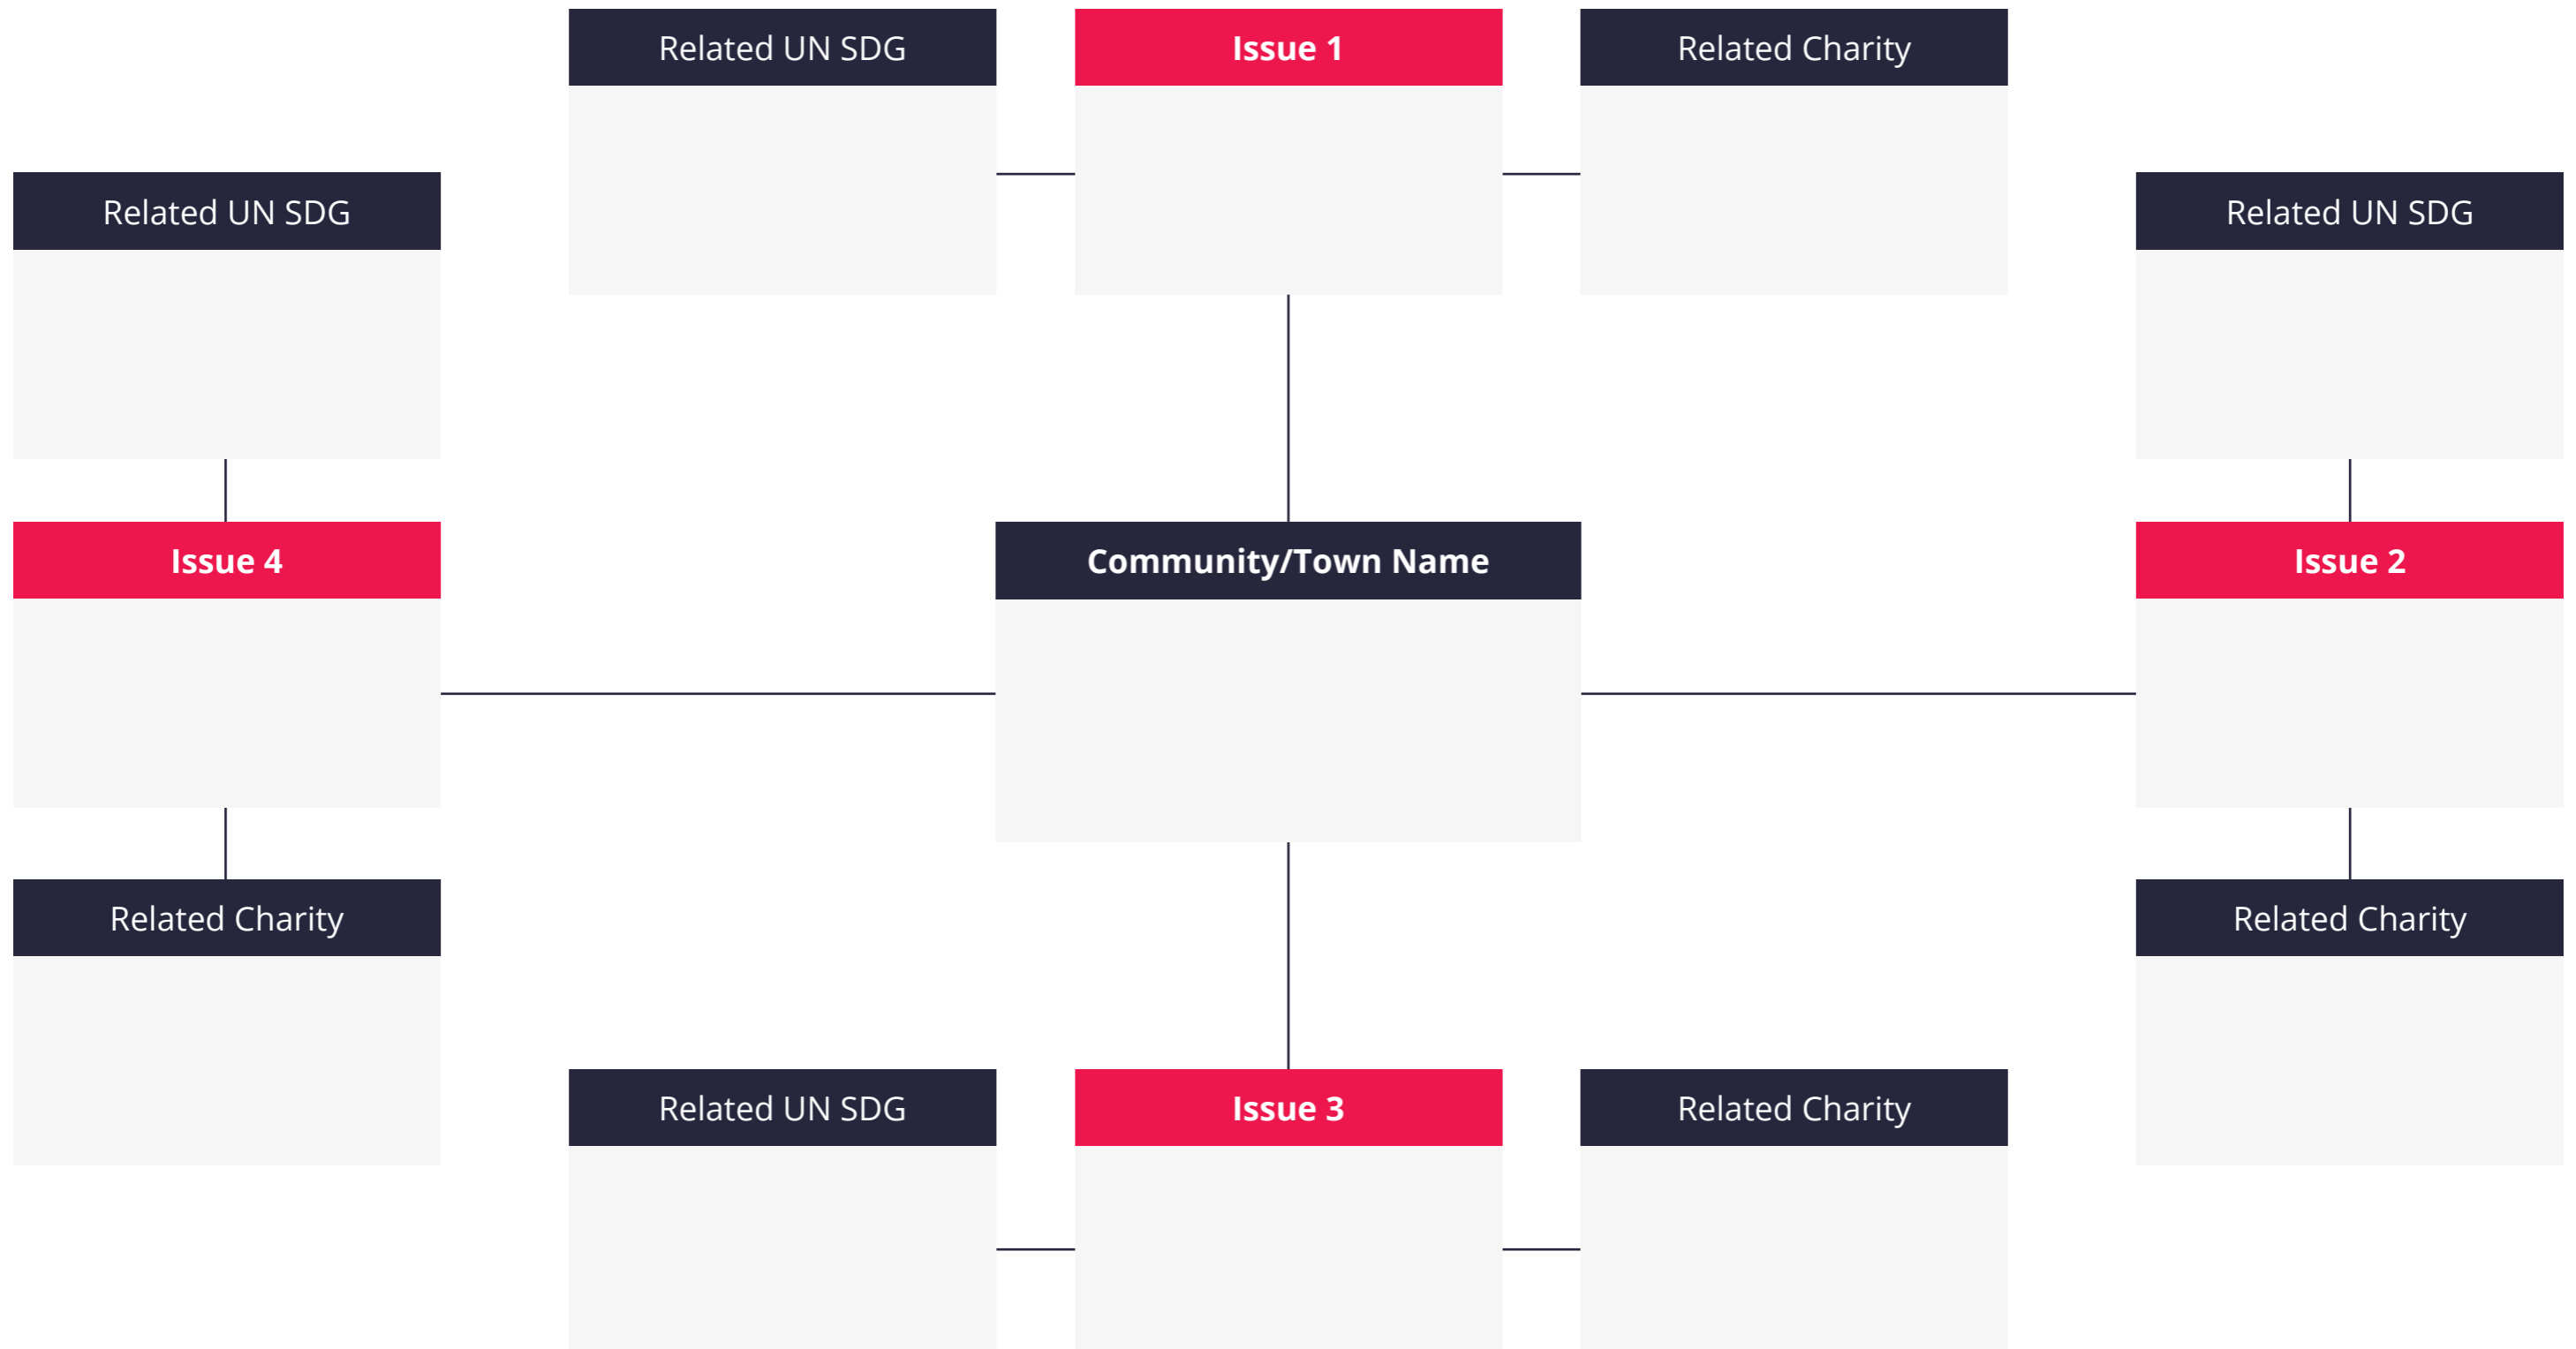 Related UN SDG
Issue 1
Related Charity
Related UN SDG
Related UN SDG
Issue 4
Community/Town Name
Issue 2
Related Charity
Related Charity
Related UN SDG
Issue 3
Related Charity